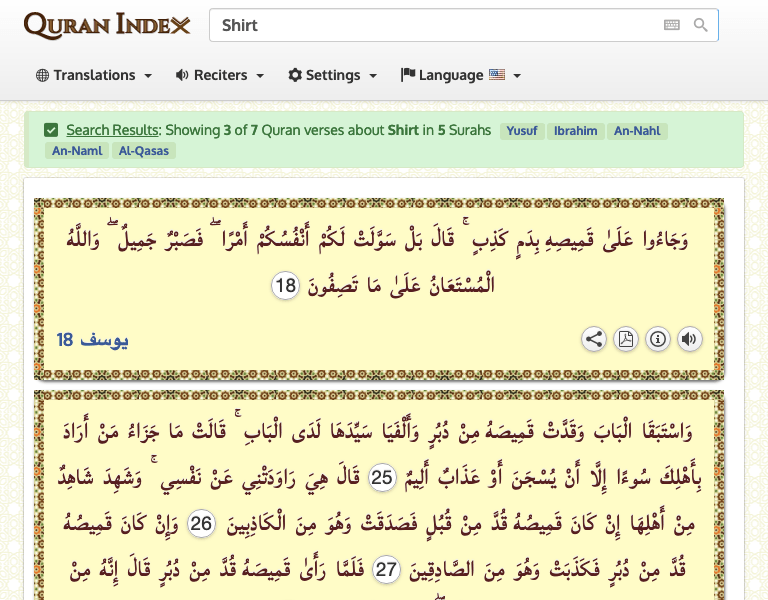 QURAN INDEX
Shirt
Translations Reciters Settings Language
Search Results: Showing 3 of 7 Quran verses about Shirt in 5 Surahs Yusuf Ibrahim An-Nahl
An-Naml Al-Qasas
وَجَاءُوا عَلَىٰ قَمِيصِهِ بِدَمٍ كَذِبٍ ۚ قَالَ بَلْ سَوَّلَتْ لَكُمْ أَنْفُسُكُمْ أَمْرًا ۖ فَصَبْرٌ جَمِيلٌ ۖ وَاللَّهُ
الْمُسْتَعَانُ عَلَىٰ مَا تَصِفُونَ 18
يوسف 18
وَاسْتَبَقَا الْبَابَ وَقَدَّتْ قَمِيصَهُ مِنْ دُبُرٍ وَأَلْفَيَا سَيِّدَهَا لَدَى الْبَابِ ۚ قَالَتْ مَا جَزَاءُ مَنْ أَرَادَ
بِأَهْلِكَ سُوءًا إِلَّا أَنْ يُسْجَنَ أَوْ عَذَابٌ أَلِيمٌ 25 قَالَ هِيَ رَاوَدَتْنِي عَنْ نَفْسِي ۚ وَشَهِدَ شَاهِدٌ
مِنْ أَهْلِهَا إِنْ كَانَ قَمِيصُهُ قُدَّ مِنْ قُبُلٍ فَصَدَقَتْ وَهُوَ مِنَ الْكَاذِبِينَ 26 وَإِنْ كَانَ قَمِيصُهُ
قُدَّ مِنْ دُبُرٍ فَكَذَبَتْ وَهُوَ مِنَ الصَّادِقِينَ 27 فَلَمَّا رَأَىٰ قَمِيصَهُ قُدَّ مِنْ دُبُرٍ قَالَ إِنَّهُ مِنْ